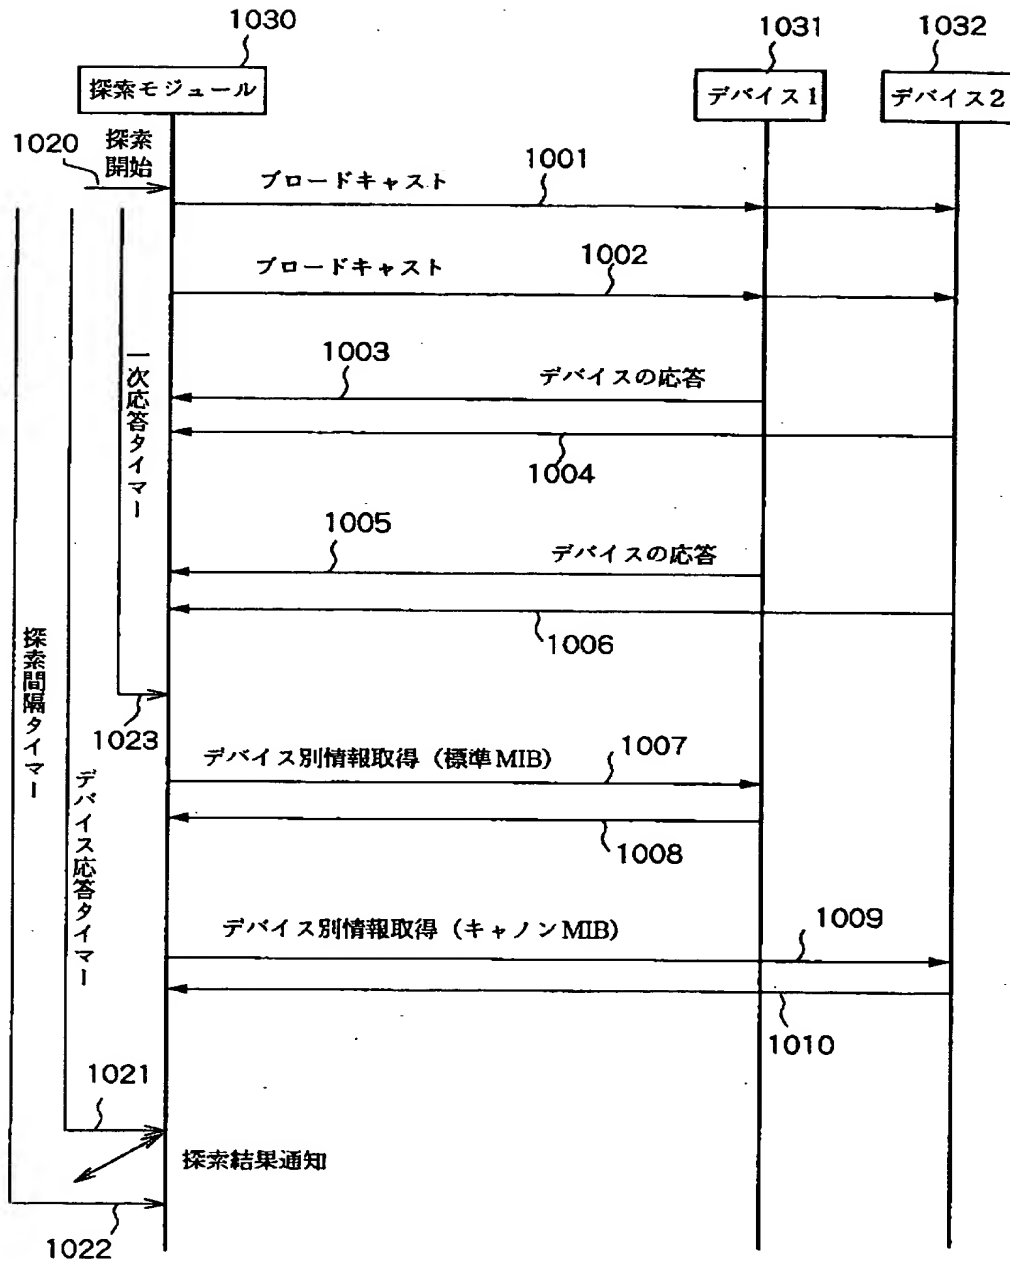 1030
1031
1032
探索モジュール
デバイス1
デバイス2
1020
探索
開始
ブロードキャスト
1001
ブロードキャスト
1002
1003
デバイスの応答
1004
一次応答タイマー
1005
デバイスの応答
1006
探索間隔タイマー
1023
デバイス別情報取得(標準MIB)
1007
デバイス応答タイマー
1008
デバイス別情報取得(キャノンMIB)
1009
1010
1021
探索結果通知
1022